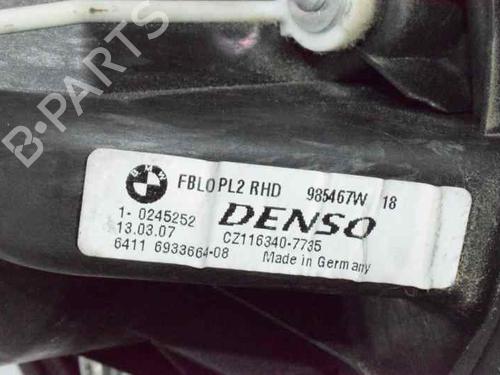 B-PARTS
BMW
FBLO PL2 RHD 985467W 18
1- 0245252 DENSO
13.03.07 CZ116340-7735
6411 6933664-08 Made in Germany